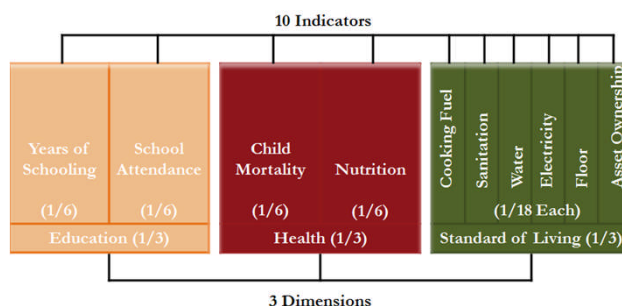 10 Indicators
Years of
Schooling
(1/6)
School
Attendance
(1/6)
Education (1/3)
Child
Mortality
(1/6)
Nutrition
(1/6)
Health (1/3)
Cooking Fuel
Sanitation
Water
Electricity
Floor
Asset Ownership
(1/18 Each)
Standard of Living (1/3)
3 Dimensions